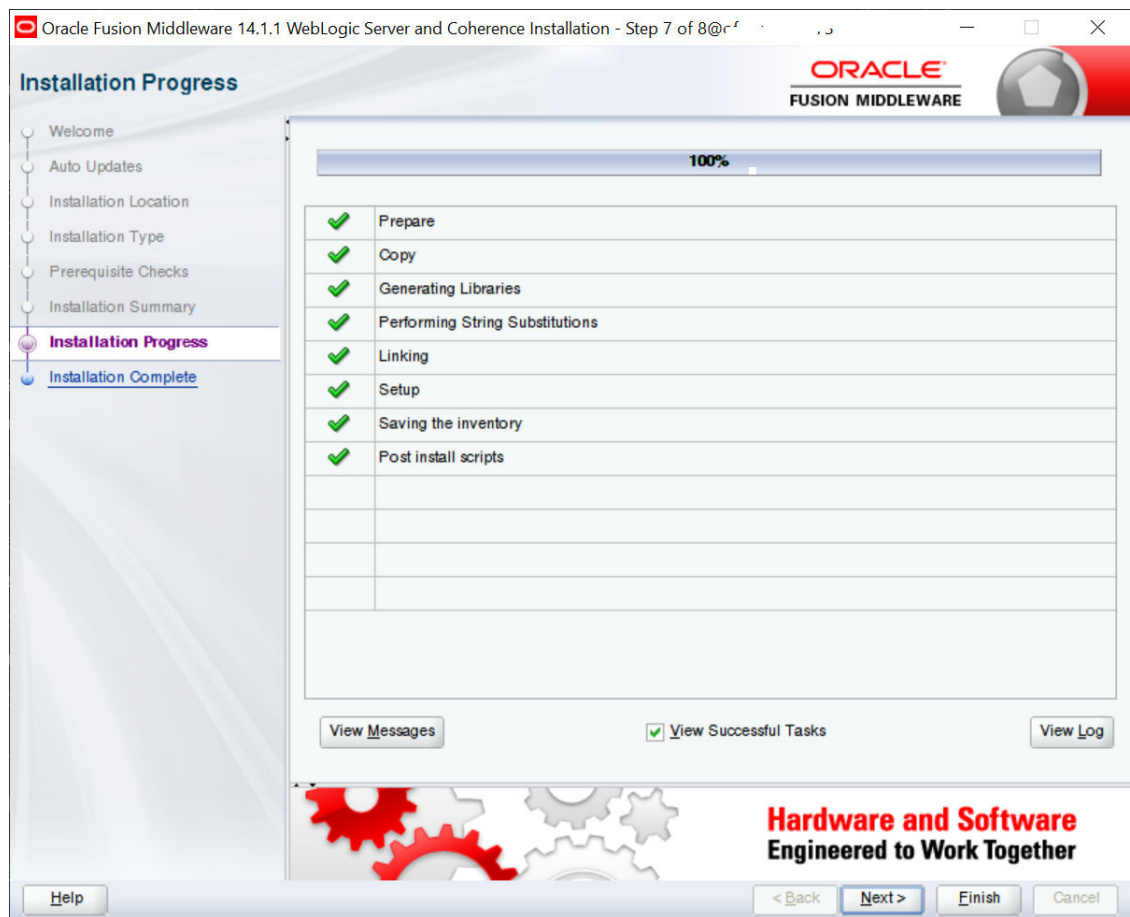 Oracle Fusion Middleware 14.1.1 WebLogic Server and Coherence Installation - Step 7 of 8
Installation Progress
ORACLE
FUSION MIDDLEWARE
Welcome
Auto Updates
Installation Location
Installation Type
Prerequisite Checks
Installation Summary
Installation Progress
Installation Complete
100%
Prepare
Copy
Generating Libraries
Performing String Substitutions
Linking
Setup
Saving the inventory
Post install scripts
View Messages
View Successful Tasks
View Log
Hardware and Software
Engineered to Work Together
Help
< Back
Next >
Finish
Cancel